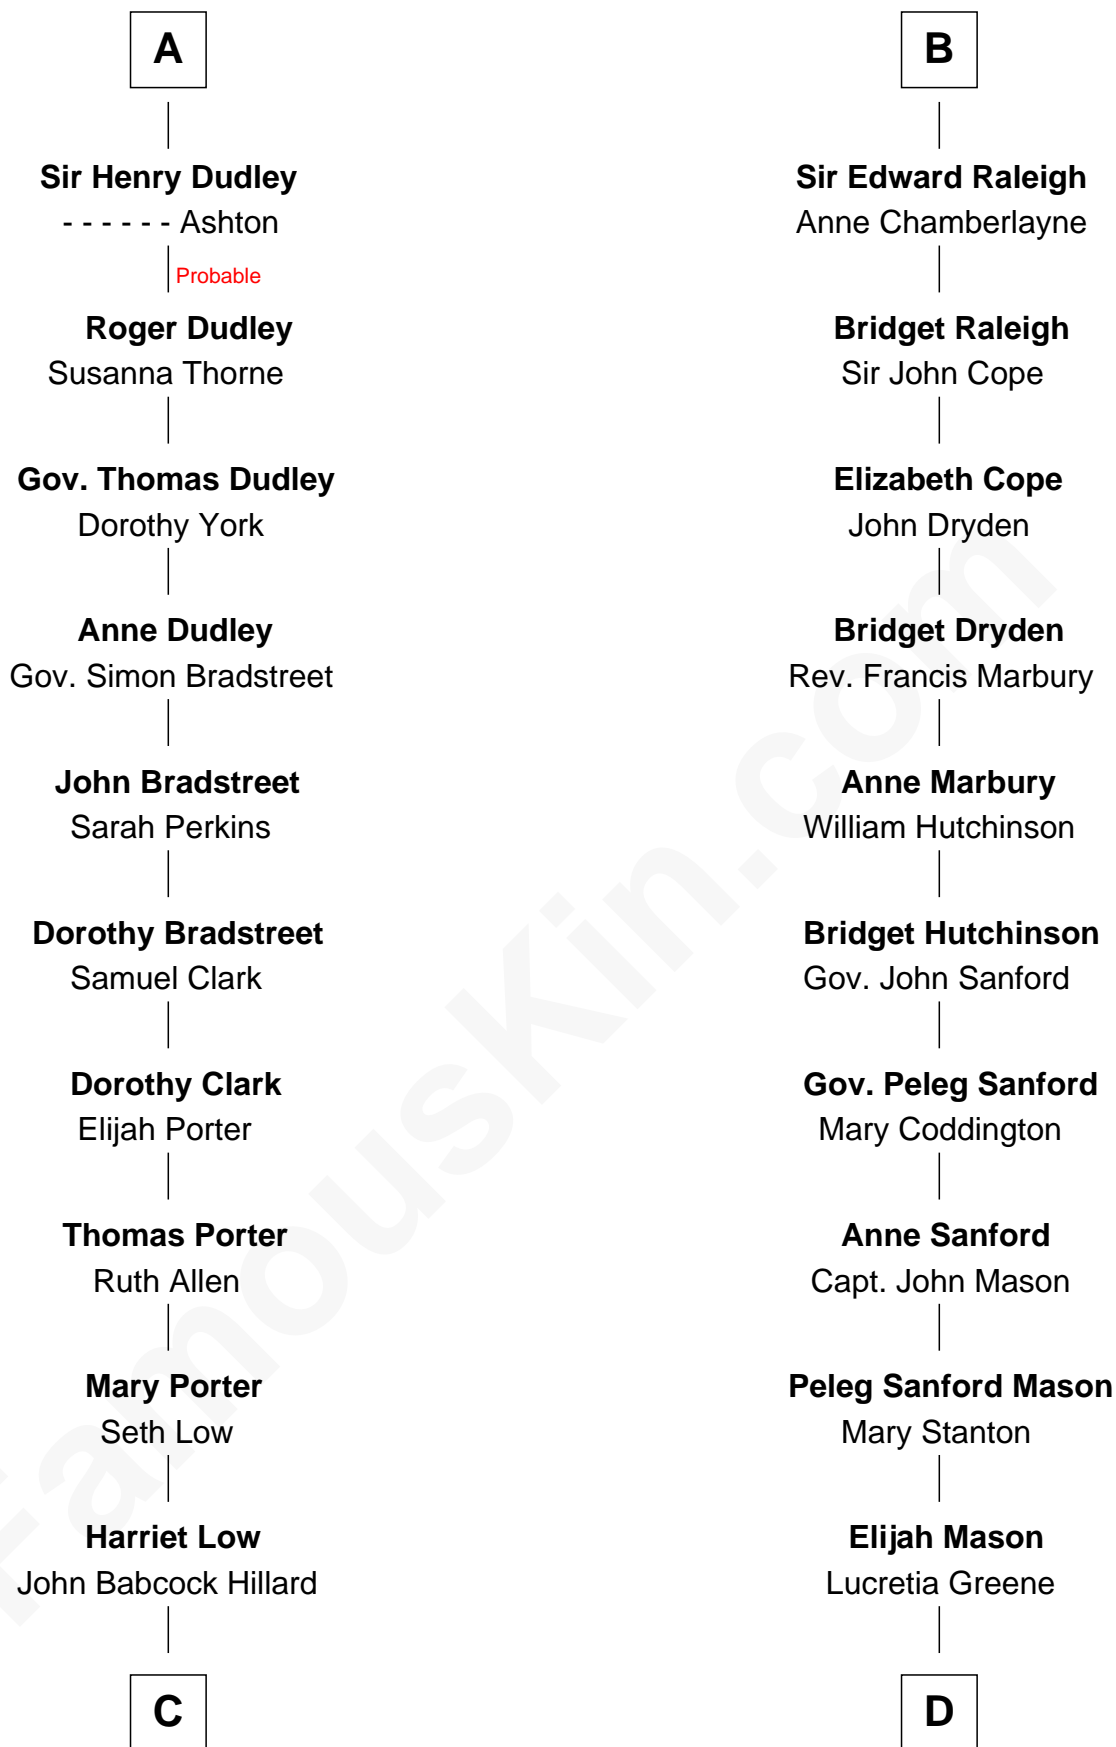 A
Sir Henry Dudley
- - - - - - Ashton
Probable
Roger Dudley
Susanna Thorne
Gov. Thomas Dudley
Dorothy York
Anne Dudley
Gov. Simon Bradstreet
John Bradstreet
Sarah Perkins
Dorothy Bradstreet
Samuel Clark
Dorothy Clark
Elijah Porter
Thomas Porter
Ruth Allen
Mary Porter
Seth Low
Harriet Low
John Babcock Hillard
C
B
Sir Edward Raleigh
Anne Chamberlayne
Bridget Raleigh
Sir John Cope
Elizabeth Cope
John Dryden
Bridget Dryden
Rev. Francis Marbury
Anne Marbury
William Hutchinson
Bridget Hutchinson
Gov. John Sanford
Gov. Peleg Sanford
Mary Coddington
Anne Sanford
Capt. John Mason
Peleg Sanford Mason
Mary Stanton
Elijah Mason
Lucretia Greene
D
FamousKin.com